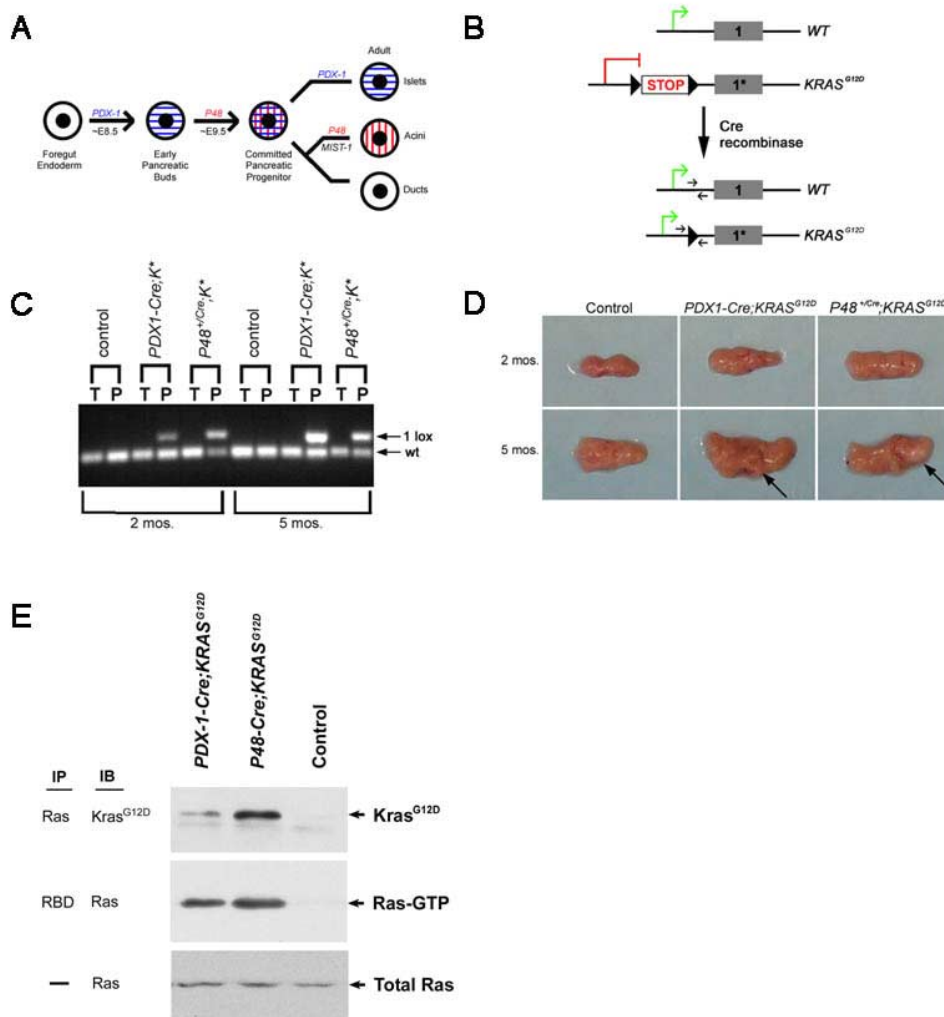 A
Adult
PDX-1
Islets
PDX-1
~E8.5
P48
~E9.5
P48
MIST-1
Acini
Foregut
Endoderm
Early
Pancreatic
Buds
Committed
Pancreatic
Progenitor
Ducts
B
1
WT
STOP
1*
KRAS^G12D
Cre
recombinase
1
WT
1*
KRAS^G12D
C
control
PDX1-Cre;K*
P48^+/Cre;K*
control
PDX1-Cre;K*
P48^+/Cre;K*
T P T P T P T P T P T P
1 lox
wt
2 mos.
5 mos.
D
Control
PDX1-Cre;KRAS^G12D
P48^+/Cre;KRAS^G12D
2 mos.
5 mos.
E
PDX-1-Cre;KRAS^G12D
P48-Cre;KRAS^G12D
Control
IP IB
Ras Kras^G12D
Kras^G12D
RBD Ras
Ras-GTP
– Ras
Total Ras